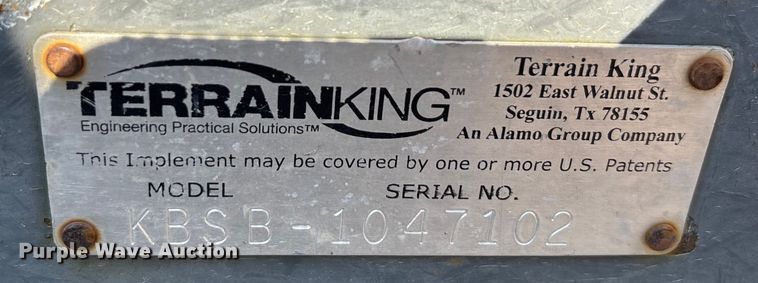 TERRAINKING™
Engineering Practical Solutions™
Terrain King
1502 East Walnut St.
Seguin, Tx 78155
An Alamo Group Company
This Implement may be covered by one or more U.S. Patents
MODEL SERIAL NO.
KBSB-1047102
Purple Wave Auction